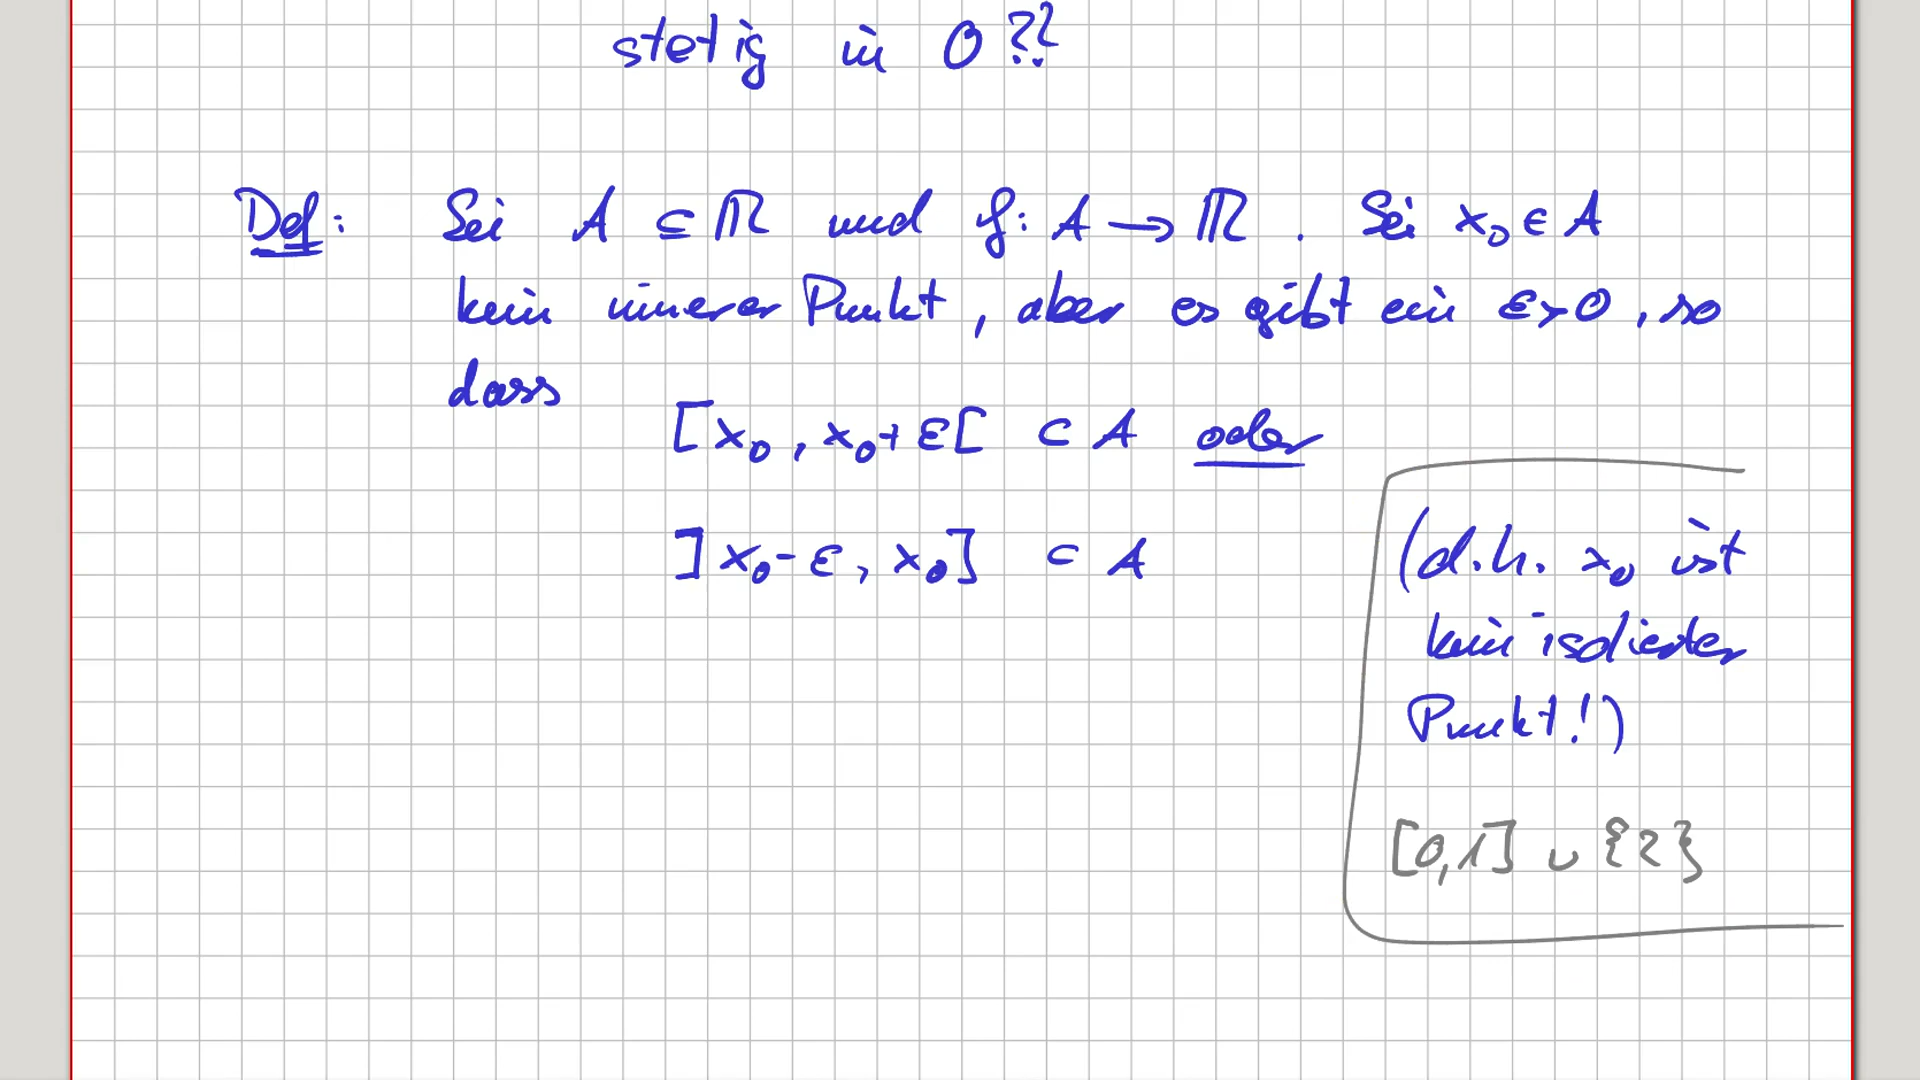 stetig in 0??
Def: Sei A ⊆ ℝ und f: A → ℝ. Sei x₀ ∈ A
kein innerer Punkt, aber es gibt ein ε>0, so
dass
[x₀, x₀+ε[ ⊂ A oder
]x₀-ε, x₀] ⊂ A
(d.h. x₀ ist
kein isolierter
Punkt!)
[0,1] ∪ {2}